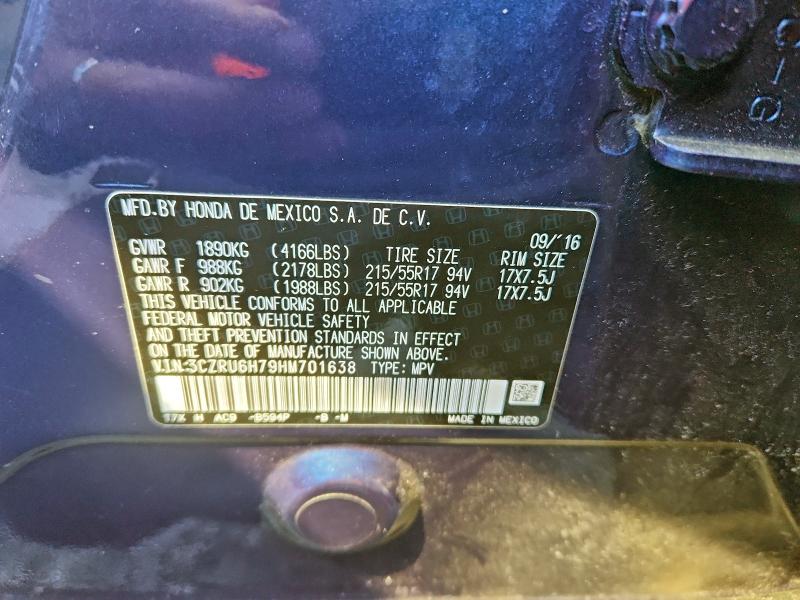 MFD.BY HONDA DE MEXICO S.A. DE C.V.
09/'16
GVWR 1890KG (4166LBS) TIRE SIZE RIM SIZE
GAWR F 988KG (2178LBS) 215/55R17 94V 17X7.5J
GAWR R 902KG (1988LBS) 215/55R17 94V 17X7.5J
THIS VEHICLE CONFORMS TO ALL APPLICABLE
FEDERAL MOTOR VEHICLE SAFETY
AND THEFT PREVENTION STANDARDS IN EFFECT
ON THE DATE OF MANUFACTURE SHOWN ABOVE.
V.I.N:3CZRU6H79HM701638 TYPE: MPV
H AC9 -B594P -B -M MADE IN MEXICO